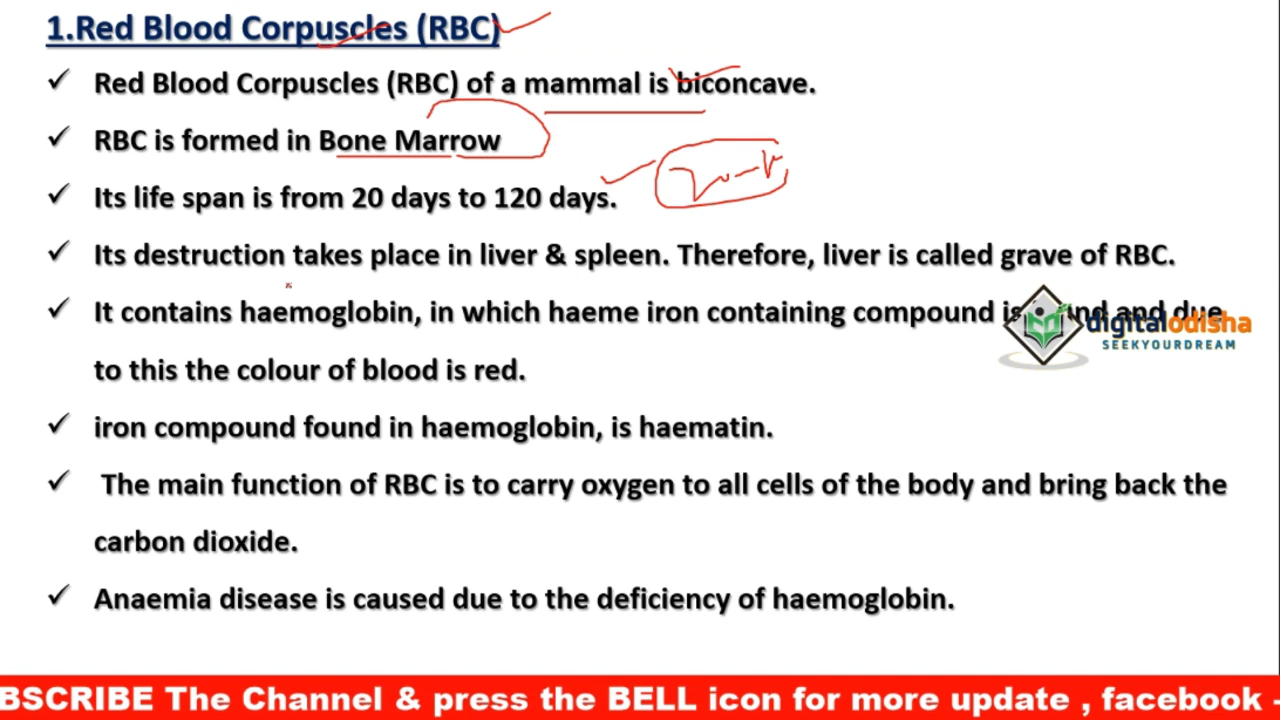 1.Red Blood Corpuscles (RBC)
✓ Red Blood Corpuscles (RBC) of a mammal is biconcave.
✓ RBC is formed in Bone Marrow
✓ Its life span is from 20 days to 120 days.
✓ Its destruction takes place in liver & spleen. Therefore, liver is called grave of RBC.
✓ It contains haemoglobin, in which haeme iron containing compound is and due
digitalodisha
SEEKYOURDREAM
to this the colour of blood is red.
✓ iron compound found in haemoglobin, is haematin.
✓ The main function of RBC is to carry oxygen to all cells of the body and bring back the
carbon dioxide.
✓ Anaemia disease is caused due to the deficiency of haemoglobin.
BSCRIBE The Channel & press the BELL icon for more update , facebook -